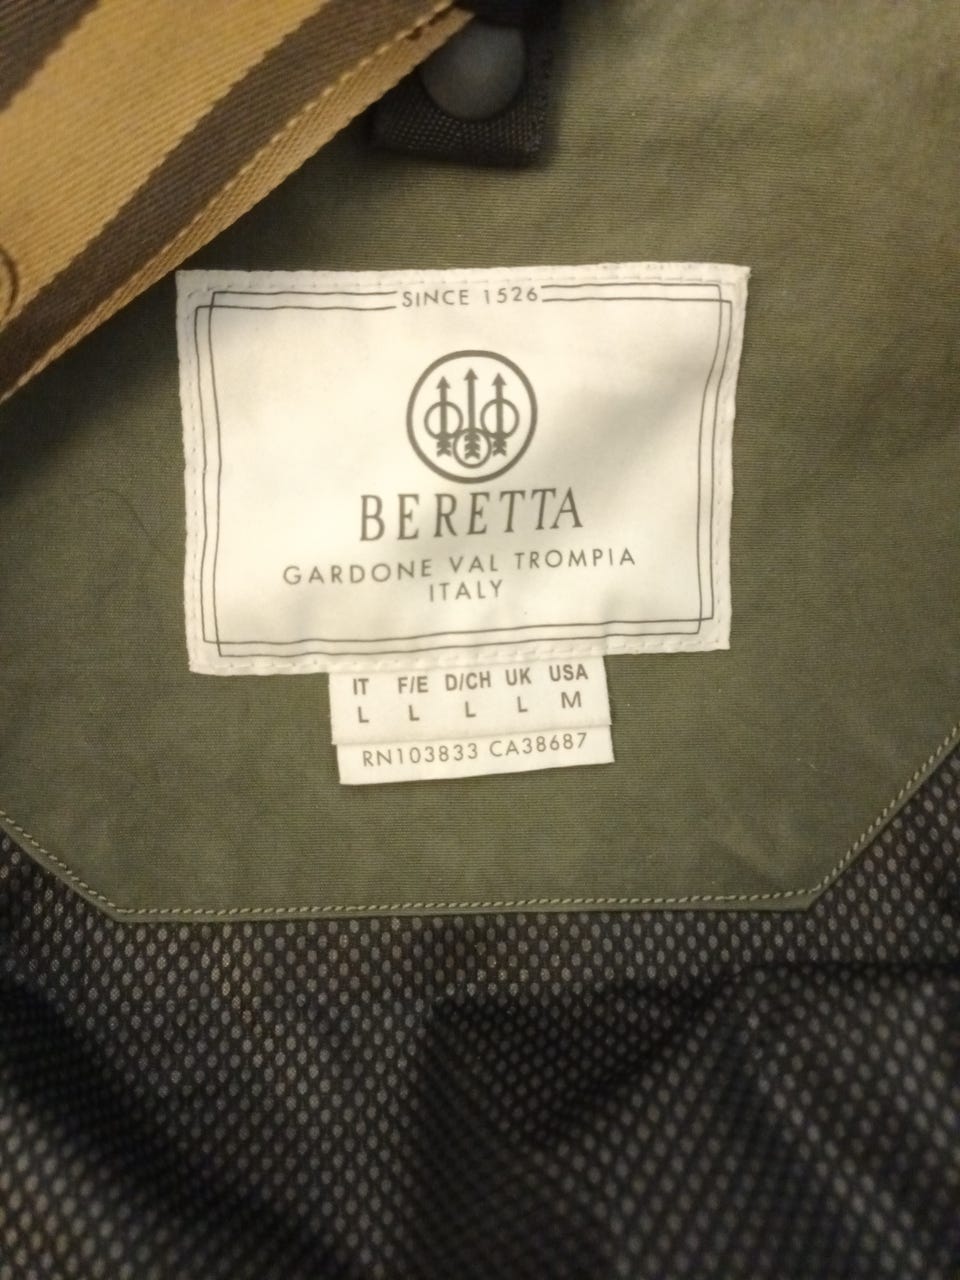 SINCE 1526
BERETTA
GARDONE VAL TROMPIA
ITALY
IT F/E D/CH UK USA
L L L L M
RN103833 CA38687